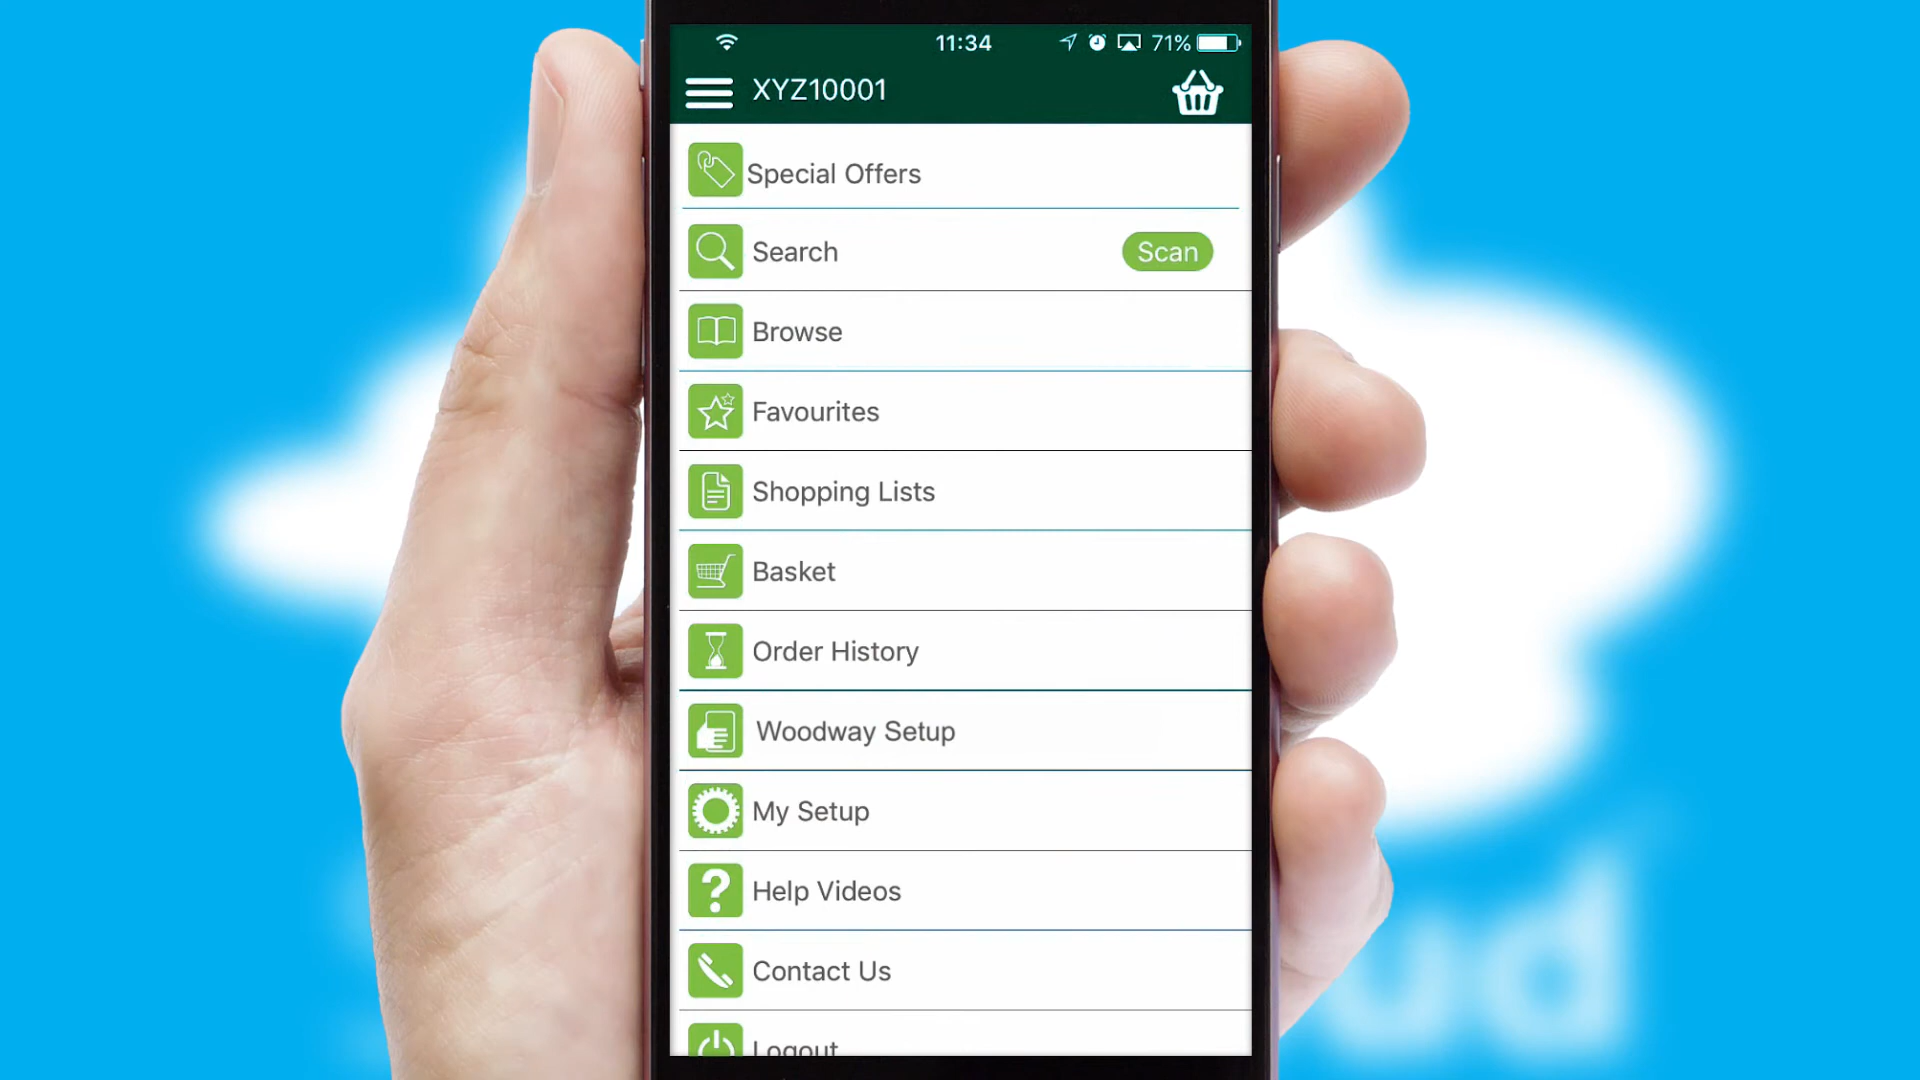 11:34
71%
XYZ10001
Special Offers
Search
Scan
Browse
Favourites
Shopping Lists
Basket
Order History
Woodway Setup
My Setup
Help Videos
Contact Us
Logout
ud